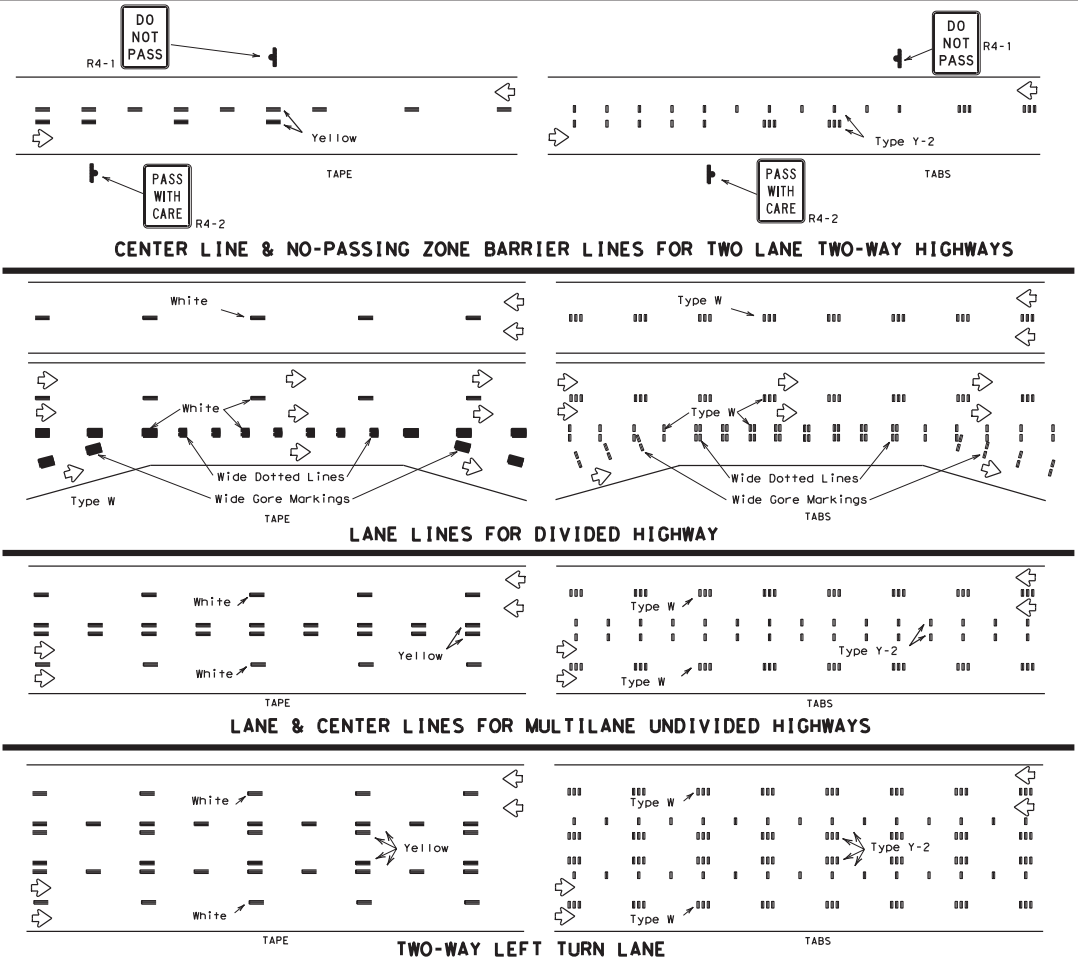 DO
NOT
PASS
R4-1
DO
NOT
PASS
R4-1
Yellow
Type Y-2
TAPE
TABS
PASS
WITH
CARE
R4-2
PASS
WITH
CARE
R4-2
CENTER LINE & NO-PASSING ZONE BARRIER LINES FOR TWO LANE TWO-WAY HIGHWAYS
White
Type W
White
Type W
Wide Dotted Lines
Wide Dotted Lines
Type W
Wide Gore Markings
Wide Gore Markings
TAPE
TABS
LANE LINES FOR DIVIDED HIGHWAY
White
Type W
Yellow
Type Y-2
White
Type W
TAPE
TABS
LANE & CENTER LINES FOR MULTILANE UNDIVIDED HIGHWAYS
White
Type W
Yellow
Type Y-2
White
Type W
TAPE
TABS
TWO-WAY LEFT TURN LANE